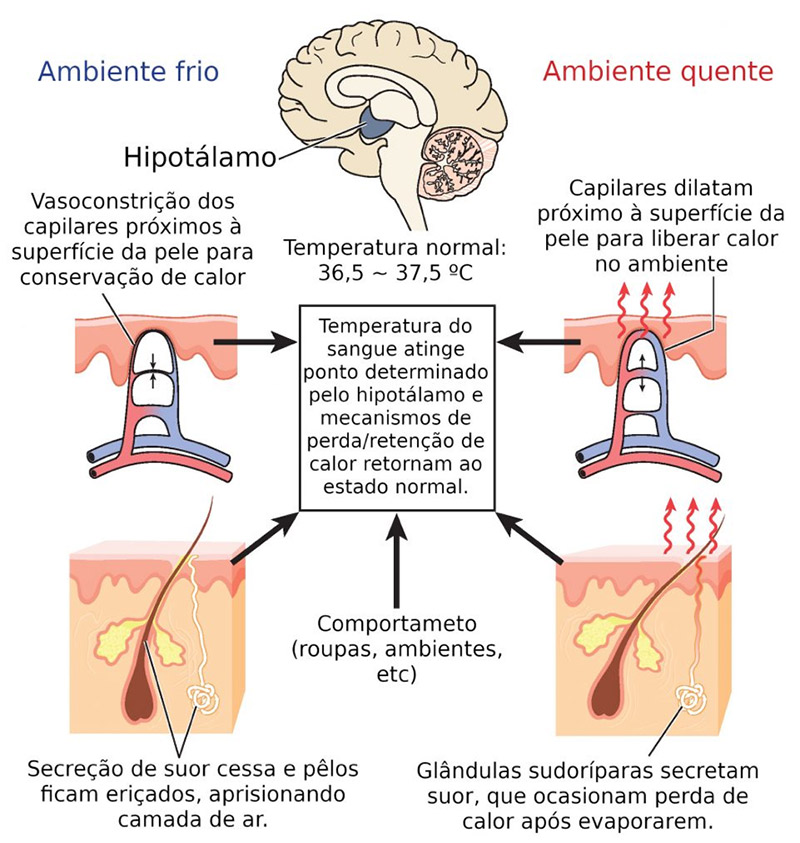 Ambiente frio
Ambiente quente
Hipotálamo
Vasoconstrição dos
capilares próximos à
superfície da pele para
conservação de calor
Temperatura normal:
36,5 ~ 37,5 ºC
Capilares dilatam
próximo à superfície da
pele para liberar calor
no ambiente
Temperatura do
sangue atinge
ponto determinado
pelo hipotálamo e
mecanismos de
perda/retenção de
calor retornam ao
estado normal.
Comportameto
(roupas, ambientes,
etc)
Secreção de suor cessa e pêlos
ficam eriçados, aprisionando
camada de ar.
Glândulas sudoríparas secretam
suor, que ocasionam perda de
calor após evaporarem.